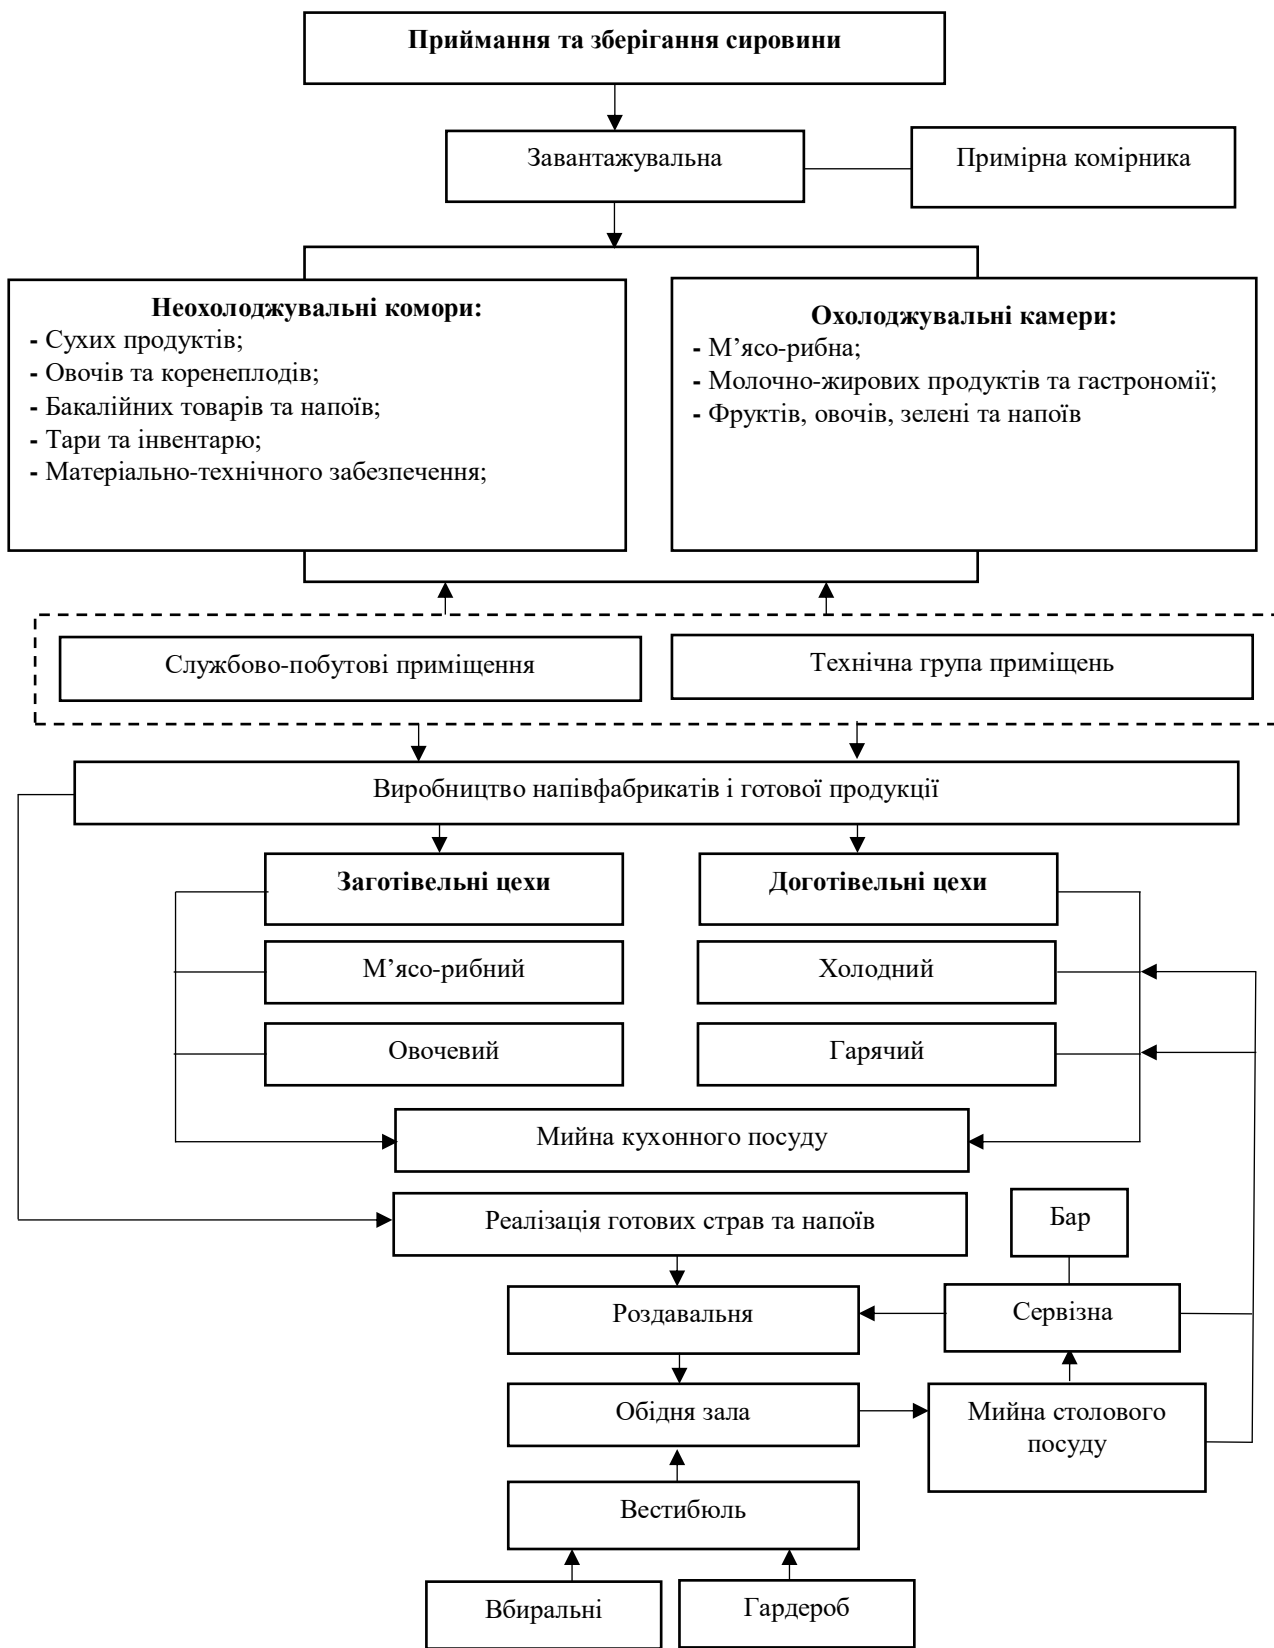 Приймання та зберігання сировини
Завантажувальна
Примірна комірника
Неохолоджувальні комори:
- Сухих продуктів;
- Овочів та коренеплодів;
- Бакалійних товарів та напоїв;
- Тари та інвентарю;
- Матеріально-технічного забезпечення;
Охолоджувальні камери:
- М’ясо-рибна;
- Молочно-жирових продуктів та гастрономії;
- Фруктів, овочів, зелені та напоїв
Службово-побутові приміщення
Технічна група приміщень
Виробництво напівфабрикатів і готової продукції
Заготівельні цехи
Доготівельні цехи
М’ясо-рибний
Холодний
Овочевий
Гарячий
Мийна кухонного посуду
Реалізація готових страв та напоїв
Бар
Роздавальня
Сервізна
Обідня зала
Мийна столового
посуду
Вестибюль
Вбиральні
Гардероб